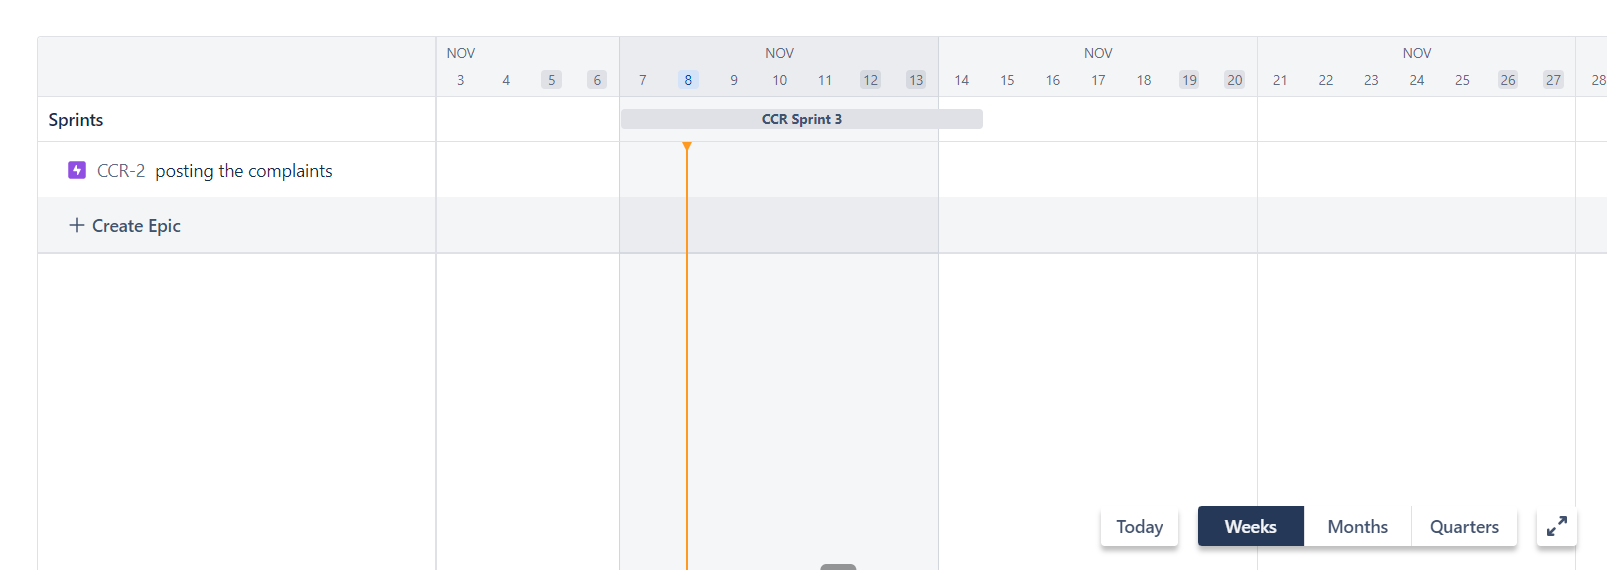 NOV NOV NOV NOV
3 4 5 6 7 8 9 10 11 12 13 14 15 16 17 18 19 20 21 22 23 24 25 26 27 28
Sprints CCR Sprint 3
CCR-2 posting the complaints
+ Create Epic
Today Weeks Months Quarters